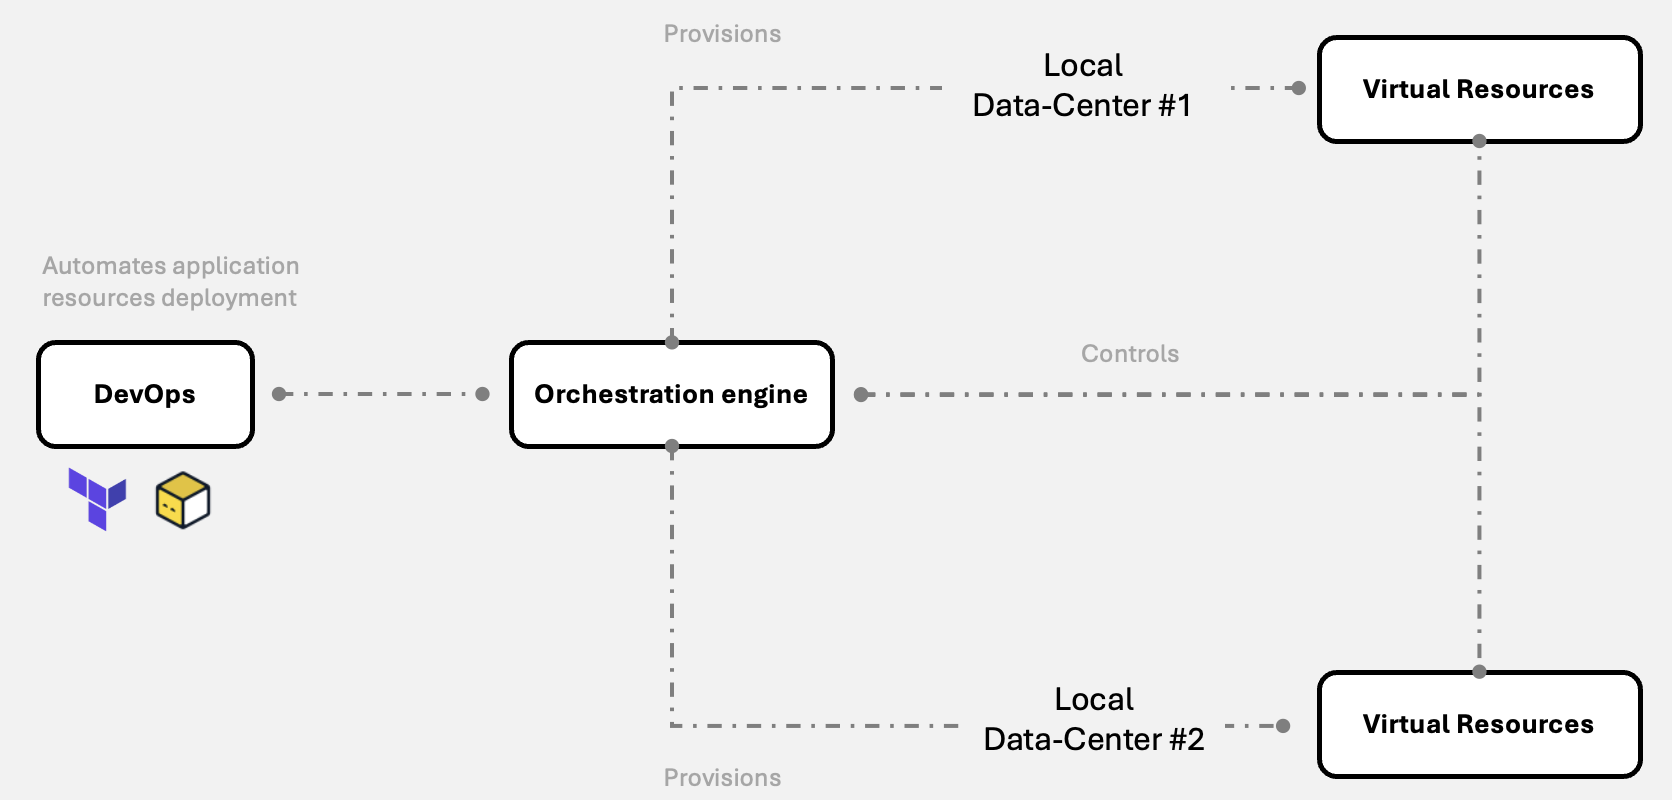 Provisions
Local
Data-Center #1
Virtual Resources
Automates application
resources deployment
DevOps
Orchestration engine
Controls
Local
Data-Center #2
Virtual Resources
Provisions